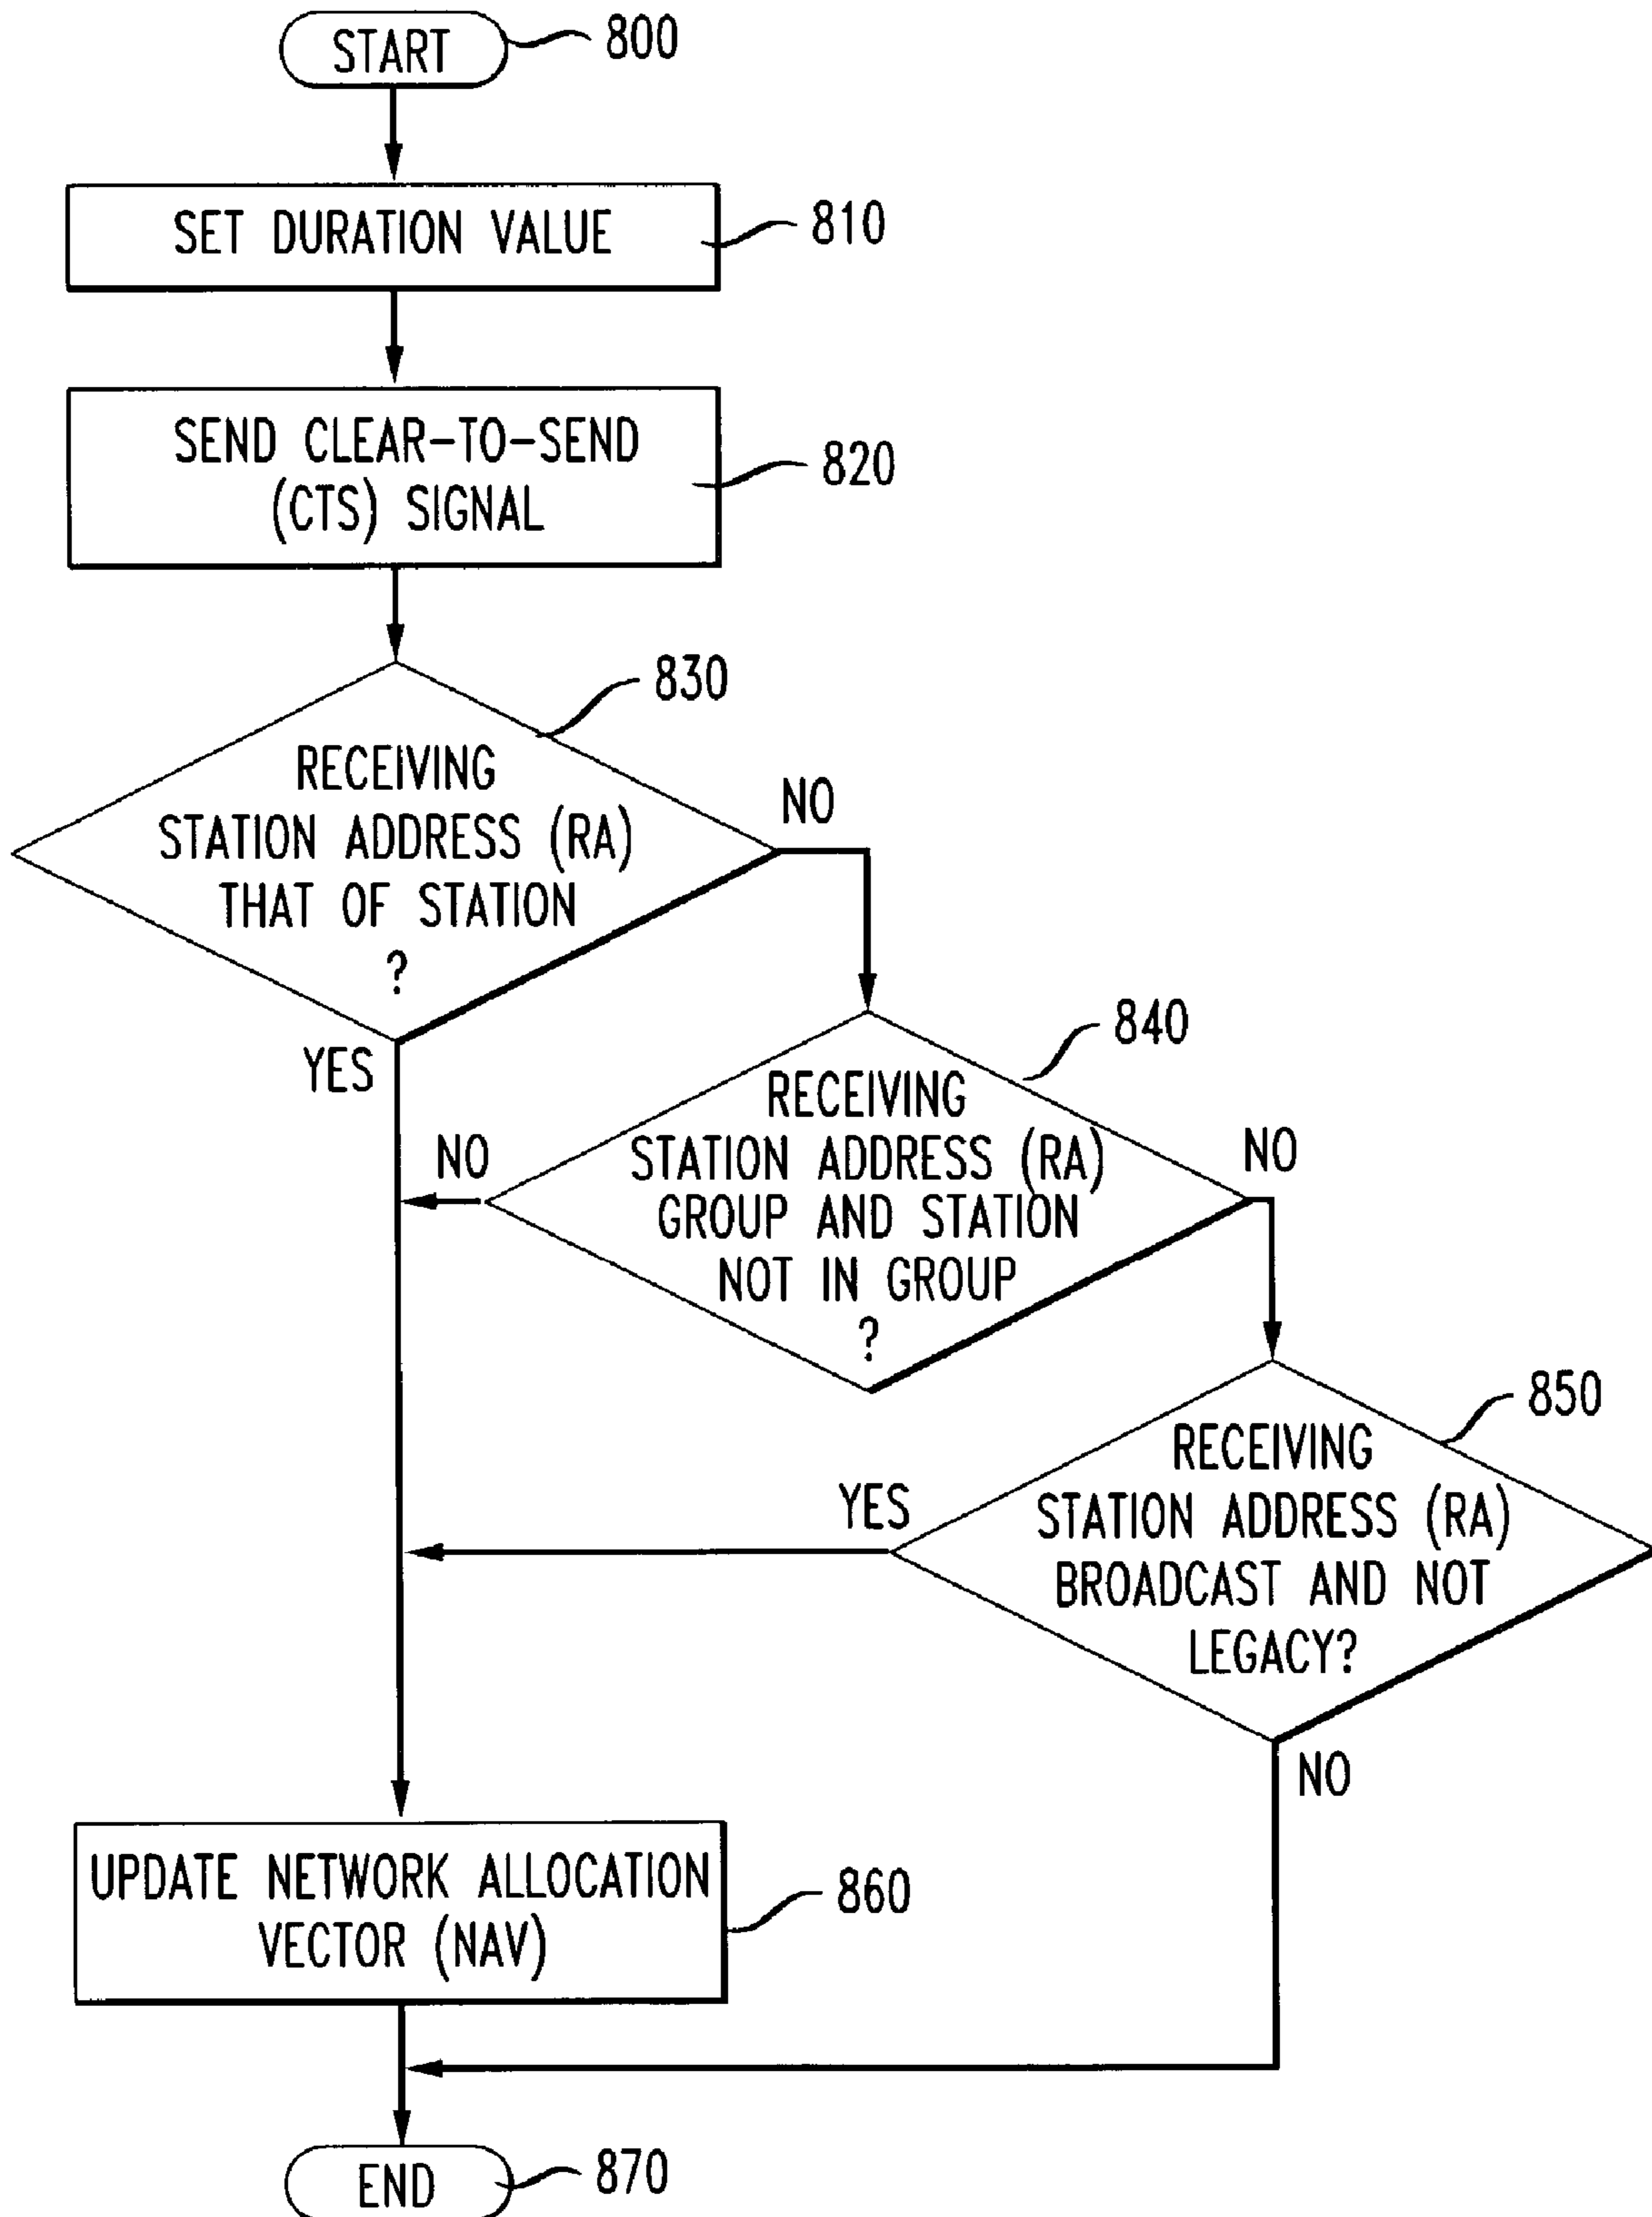 START
800
SET DURATION VALUE
810
SEND CLEAR-TO-SEND
(CTS) SIGNAL
820
830
RECEIVING
STATION ADDRESS (RA)
THAT OF STATION
?
NO
YES
840
RECEIVING
STATION ADDRESS (RA)
GROUP AND STATION
NOT IN GROUP
?
NO
NO
850
RECEIVING
STATION ADDRESS (RA)
BROADCAST AND NOT
LEGACY?
YES
NO
UPDATE NETWORK ALLOCATION
VECTOR (NAV)
860
END
870